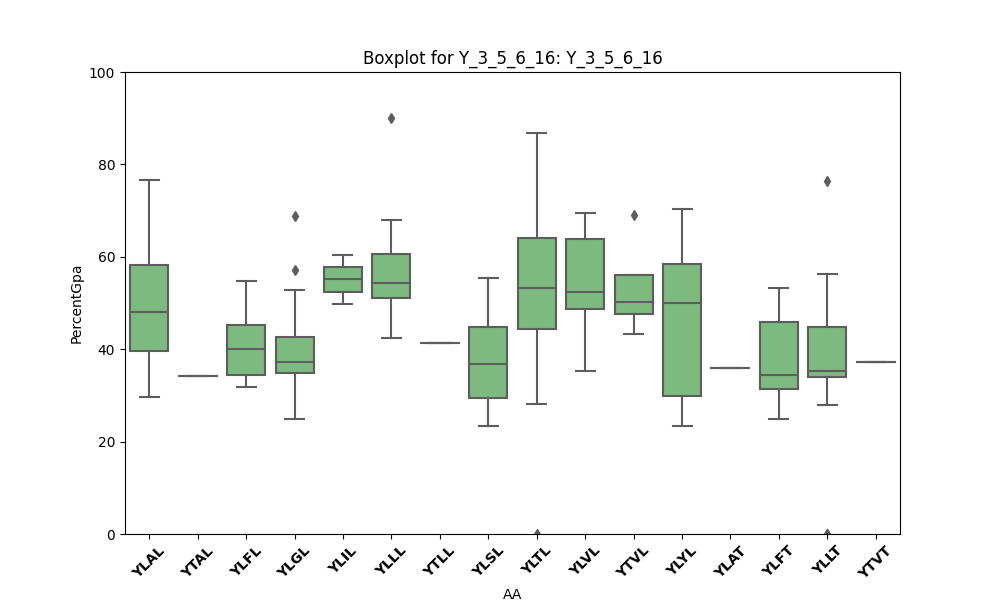 Boxplot for Y_3_5_6_16: Y_3_5_6_16
100
80
60
40
20
0
PercentGpa
YLAL YTAL YLFL YLGL YLIL YLLL YTLL YLSL YLTL YLVL YTVL YLYL YLAT YLFT YLLT YTVT
AA